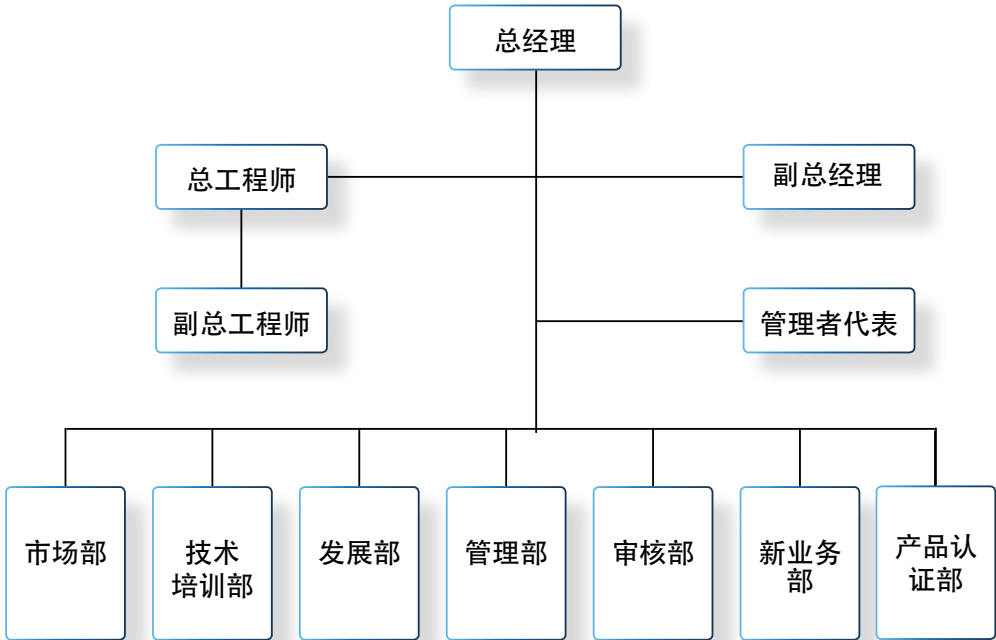 总经理
总工程师
副总经理
副总工程师
管理者代表
市场部
技术
培训部
发展部
管理部
审核部
新业务
部
产品认
证部